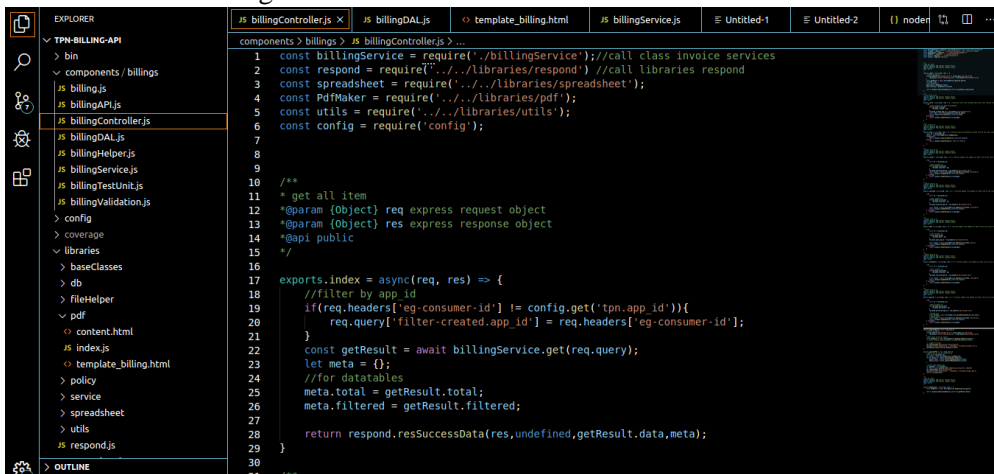 EXPLORER
TPN-BILLING-API
bin
components / billings
JS billing.js
JS billingAPI.js
JS billingController.js
JS billingDAL.js
JS billingHelper.js
JS billingService.js
JS billingTestUnit.js
JS billingValidation.js
config
coverage
libraries
baseClasses
db
fileHelper
pdf
<> content.html
JS index.js
<> template_billing.html
policy
service
spreadsheet
utils
JS respond.js
OUTLINE
7
JS billingController.js × JS billingDAL.js <> template_billing.html JS billingService.js Untitled-1 Untitled-2 {} noden
components > billings > JS billingController.js > ...
1 const billingService = require('./billingService');//call class invoice services
2 const respond = require('../../libraries/respond') //call libraries respond
3 const spreadsheet = require('../../libraries/spreadsheet');
4 const PdfMaker = require('../../libraries/pdf');
5 const utils = require('../../libraries/utils');
6 const config = require('config');
7
8
9
10 /**
11 * get all item
12 *@param {Object} req express request object
13 *@param {Object} res express response object
14 *@api public
15 */
16
17 exports.index = async(req, res) => {
18 //filter by app_id
19 if(req.headers['eg-consumer-id'] != config.get('tpn.app_id')){
20 req.query['filter-created.app_id'] = req.headers['eg-consumer-id'];
21 }
22 const getResult = await billingService.get(req.query);
23 let meta = {};
24 //for datatables
25 meta.total = getResult.total;
26 meta.filtered = getResult.filtered;
27
28 return respond.resSuccessData(res,undefined,getResult.data,meta);
29 }
30